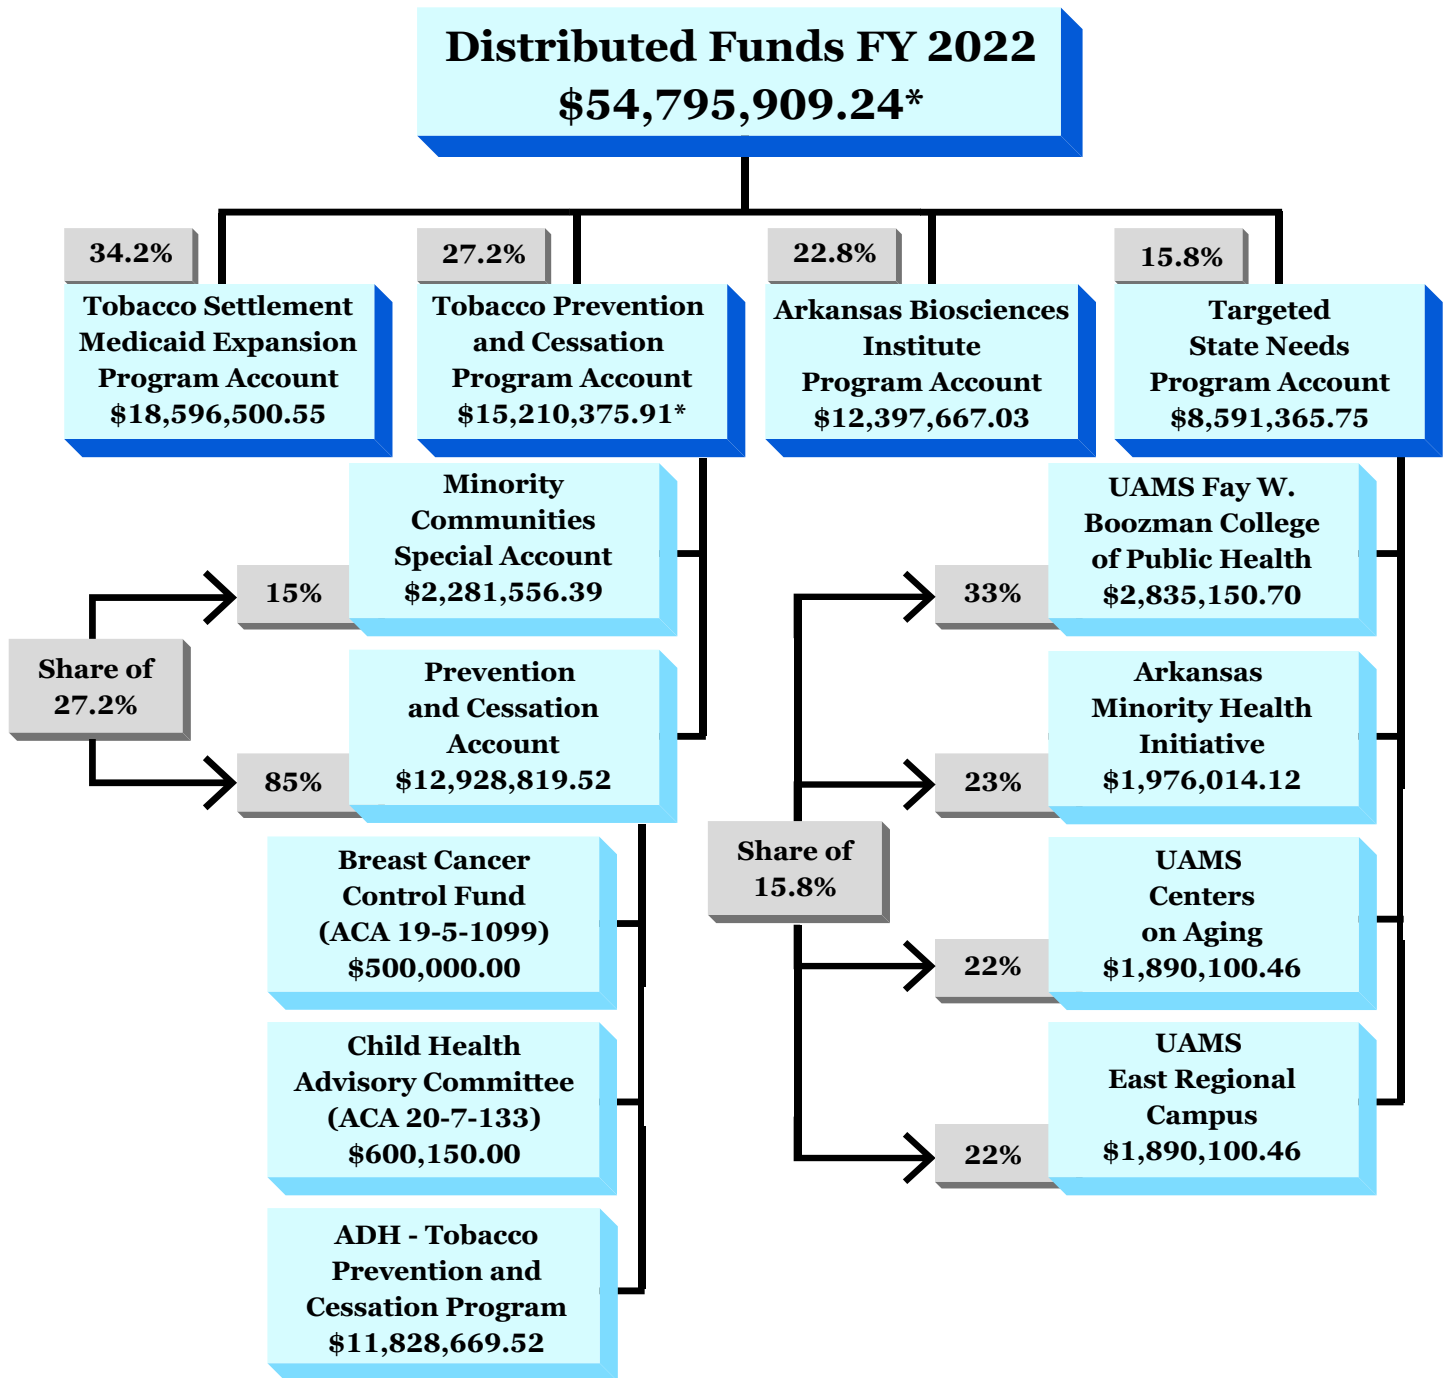 Distributed Funds FY 2022
$54,795,909.24*
34.2%
Tobacco Settlement
Medicaid Expansion
Program Account
$18,596,500.55
27.2%
Tobacco Prevention
and Cessation
Program Account
$15,210,375.91*
22.8%
Arkansas Biosciences
Institute
Program Account
$12,397,667.03
15.8%
Targeted
State Needs
Program Account
$8,591,365.75
Share of
27.2%
15%
Minority
Communities
Special Account
$2,281,556.39
85%
Prevention
and Cessation
Account
$12,928,819.52
Breast Cancer
Control Fund
(ACA 19-5-1099)
$500,000.00
Child Health
Advisory Committee
(ACA 20-7-133)
$600,150.00
ADH - Tobacco
Prevention and
Cessation Program
$11,828,669.52
Share of
15.8%
33%
UAMS Fay W.
Boozman College
of Public Health
$2,835,150.70
23%
Arkansas
Minority Health
Initiative
$1,976,014.12
22%
UAMS
Centers
on Aging
$1,890,100.46
22%
UAMS
East Regional
Campus
$1,890,100.46